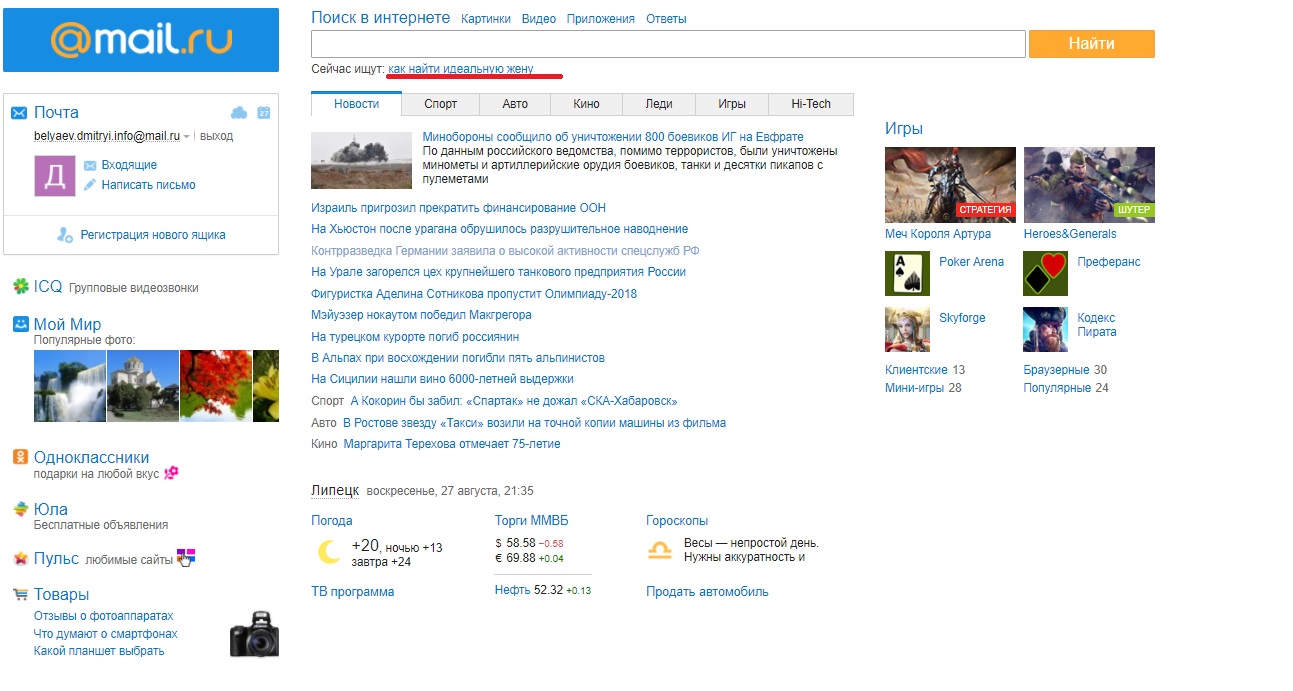 @mail.ru
Поиск в интернете Картинки Видео Приложения Ответы
Найти
Сейчас ищут: как найти идеальную жену
Почта
27
belyaev.dmitryi.info@mail.ru выход
Д
Входящие
Написать письмо
Регистрация нового ящика
ICQ Групповые видеозвонки
Мой Мир
Популярные фото:
Одноклассники
подарки на любой вкус
Юла
Бесплатные объявления
Пульс любимые сайты
Товары
Отзывы о фотоаппаратах
Что думают о смартфонах
Какой планшет выбрать
Новости Спорт Авто Кино Леди Игры Hi-Tech
Минобороны сообщило об уничтожении 800 боевиков ИГ на Евфрате
По данным российского ведомства, помимо террористов, были уничтожены
минометы и артиллерийские орудия боевиков, танки и десятки пикапов с
пулеметами
Израиль пригрозил прекратить финансирование ООН
На Хьюстон после урагана обрушилось разрушительное наводнение
Контрразведка Германии заявила о высокой активности спецслужб РФ
На Урале загорелся цех крупнейшего танкового предприятия России
Фигуристка Аделина Сотникова пропустит Олимпиаду-2018
Мэйуэзер нокаутом победил Макгрегора
На турецком курорте погиб россиянин
В Альпах при восхождении погибли пять альпинистов
На Сицилии нашли вино 6000-летней выдержки
Спорт А Кокорин бы забил: «Спартак» не дожал «СКА-Хабаровск»
Авто В Ростове звезду «Такси» возили на точной копии машины из фильма
Кино Маргарита Терехова отмечает 75-летие
Липецк воскресенье, 27 августа, 21:35
Погода
+20, ночью +13
завтра +24
ТВ программа
Торги ММВБ
$ 58.58 −0.58
€ 69.88 +0.04
Нефть 52.32 +0.13
Гороскопы
Весы — непростой день.
Нужны аккуратность и
Продать автомобиль
Игры
СТРАТЕГИЯ
ШУТЕР
Меч Короля Артура
Heroes&Generals
A
Poker Arena
Преферанс
Skyforge
Кодекс
Пирата
Клиентские 13
Браузерные 30
Мини-игры 28
Популярные 24